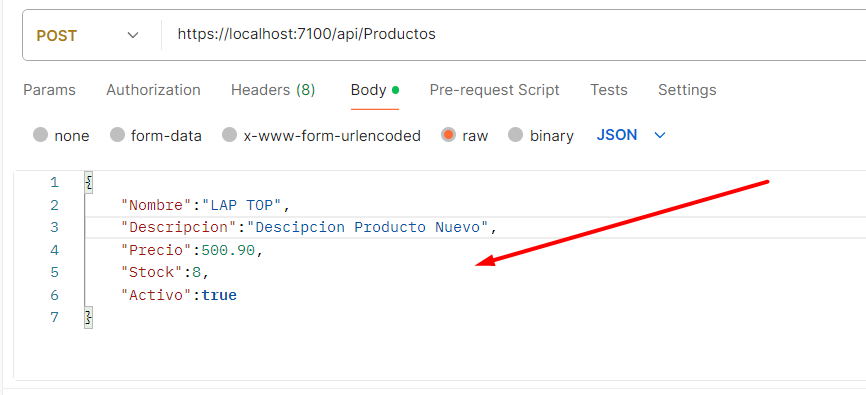 POST https://localhost:7100/api/Productos
Params Authorization Headers (8) Body Pre-request Script Tests Settings
none form-data x-www-form-urlencoded raw binary JSON
1 {
2 "Nombre":"LAP TOP",
3 "Descripcion":"Descipcion Producto Nuevo",
4 "Precio":500.90,
5 "Stock":8,
6 "Activo":true
7 }